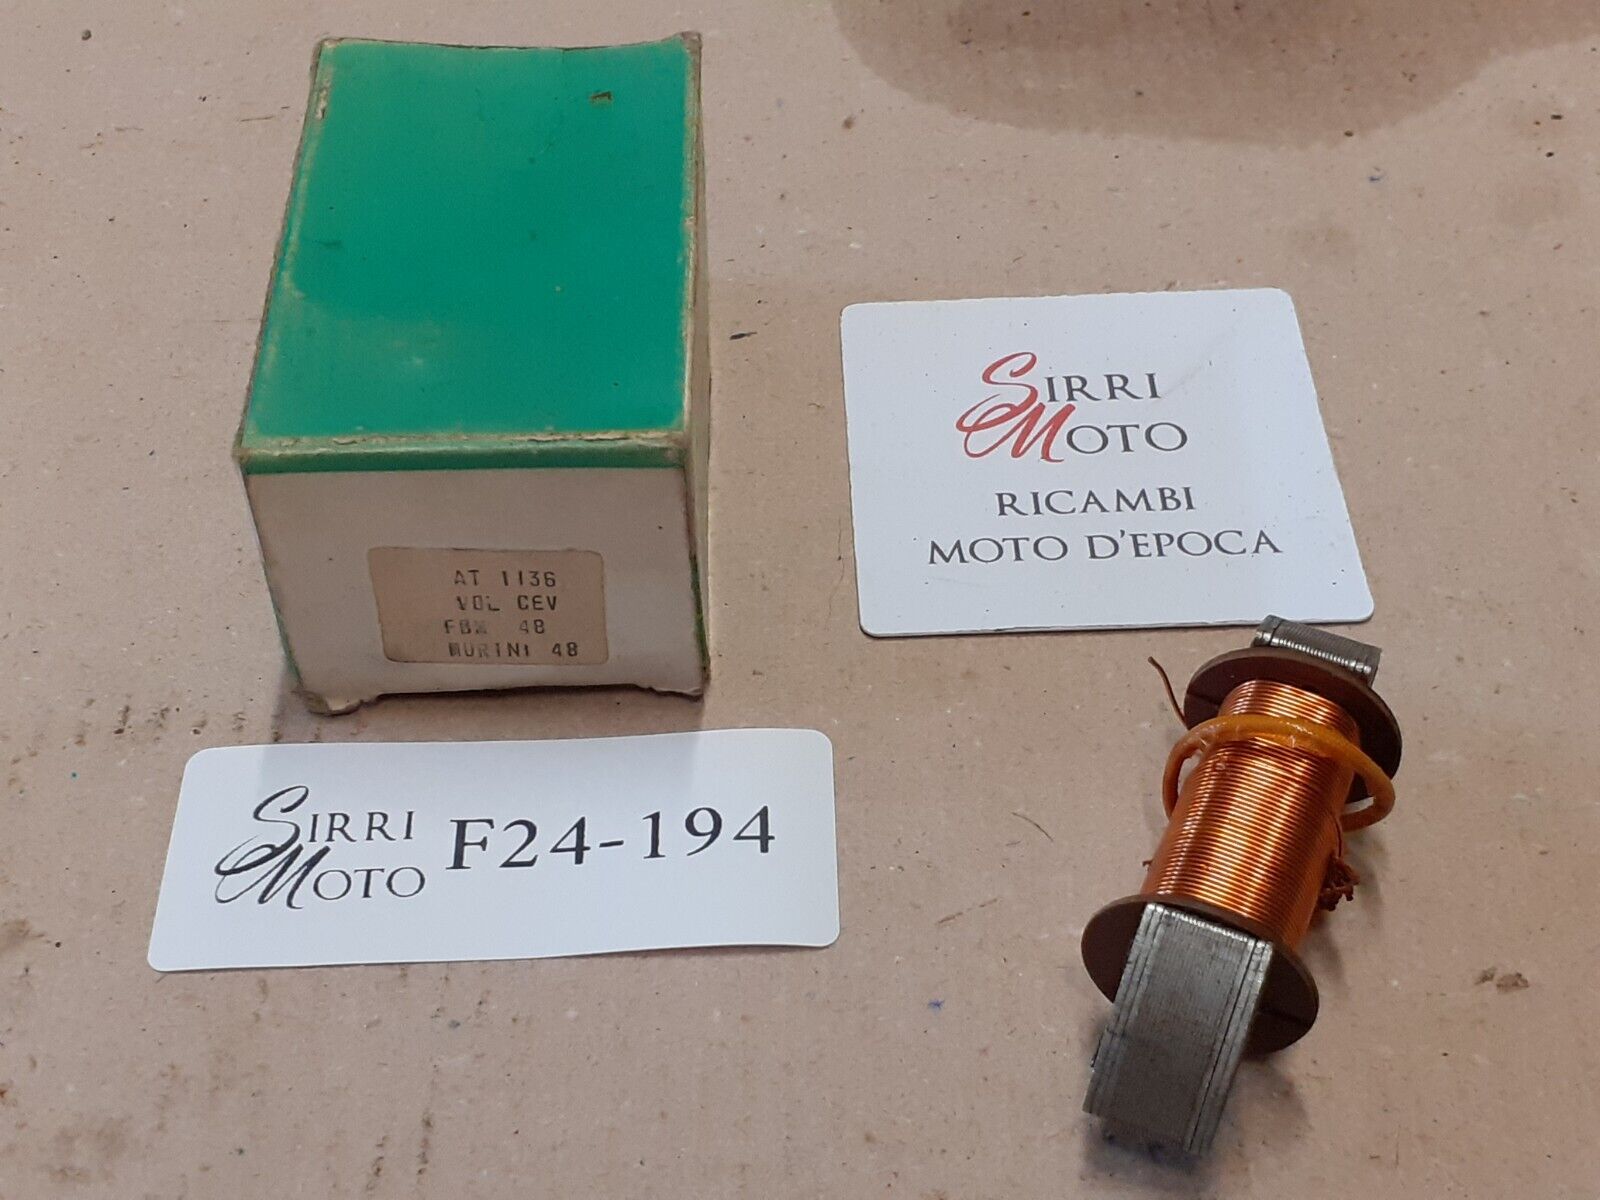 AT 1136
VOL CEV
FBM 48
MORINI 48
SIRRI
MOTO
RICAMBI
MOTO D'EPOCA
SIRRI
MOTO
F24-194